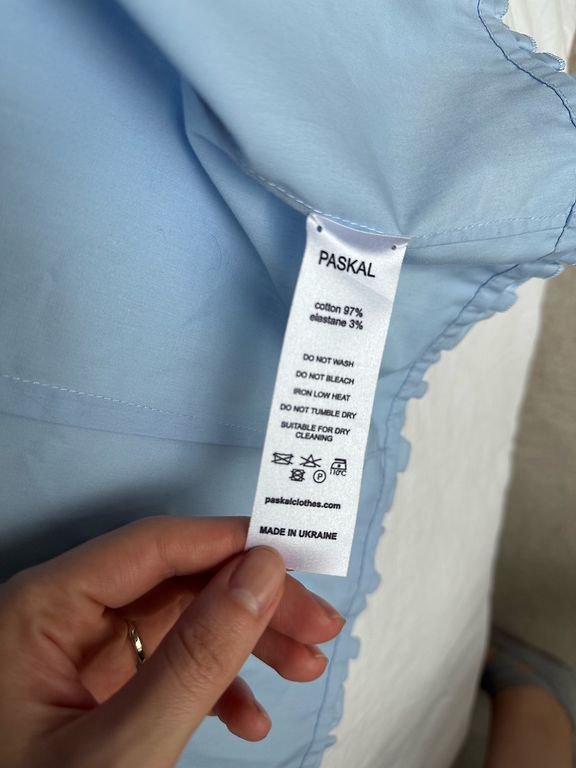 PASKAL
cotton 97%
elastane 3%
DO NOT WASH
DO NOT BLEACH
IRON LOW HEAT
DO NOT TUMBLE DRY
SUITABLE FOR DRY
CLEANING
110°C
P
paskalclothes.com
MADE IN UKRAINE